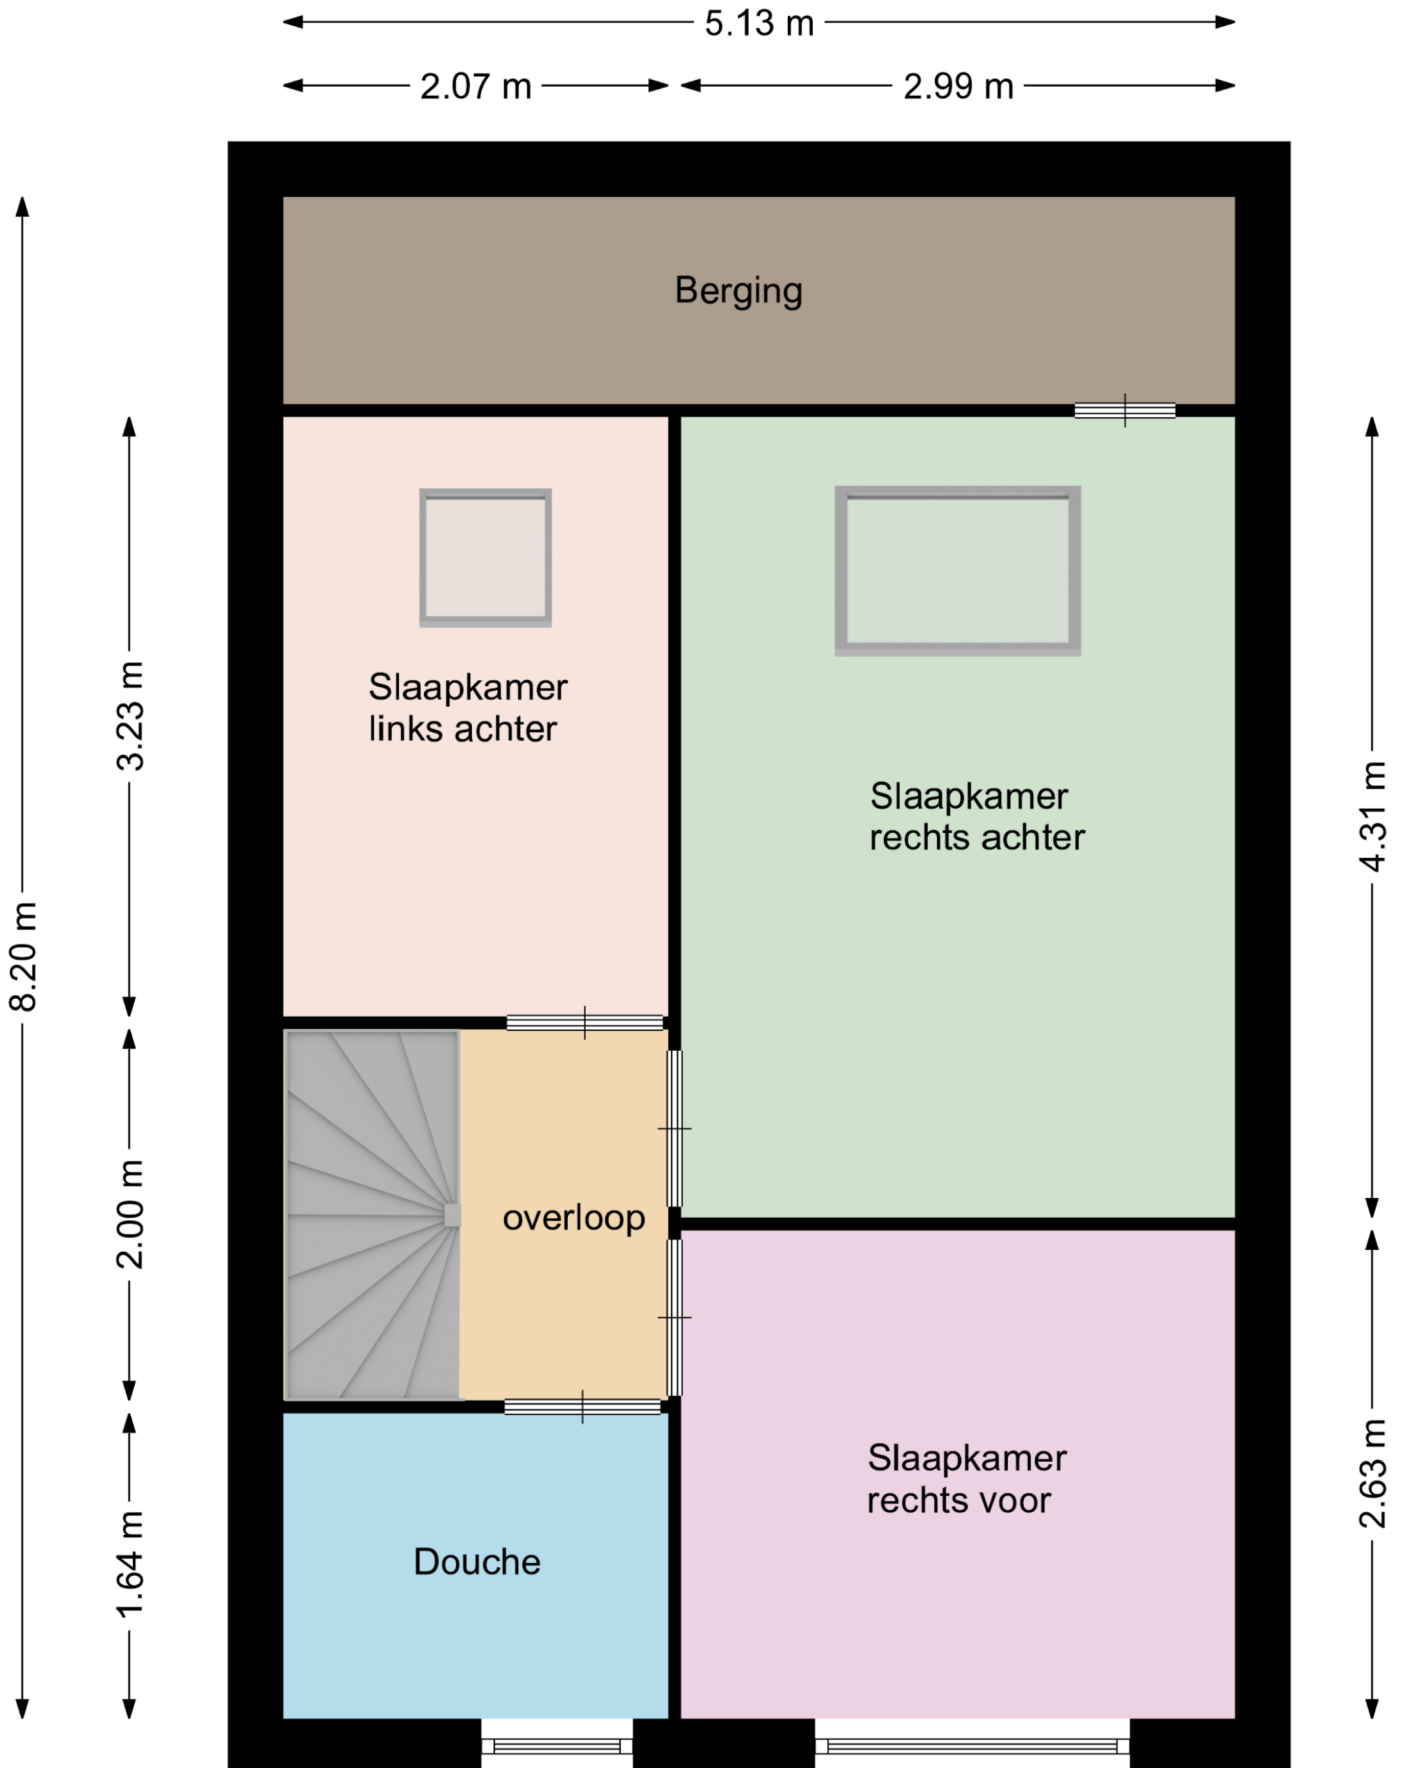 5.13 m
2.07 m
2.99 m
Berging
3.23 m
8.20 m
Slaapkamer
links achter
Slaapkamer
rechts achter
4.31 m
2.00 m
overloop
1.64 m
Douche
Slaapkamer
rechts voor
2.63 m